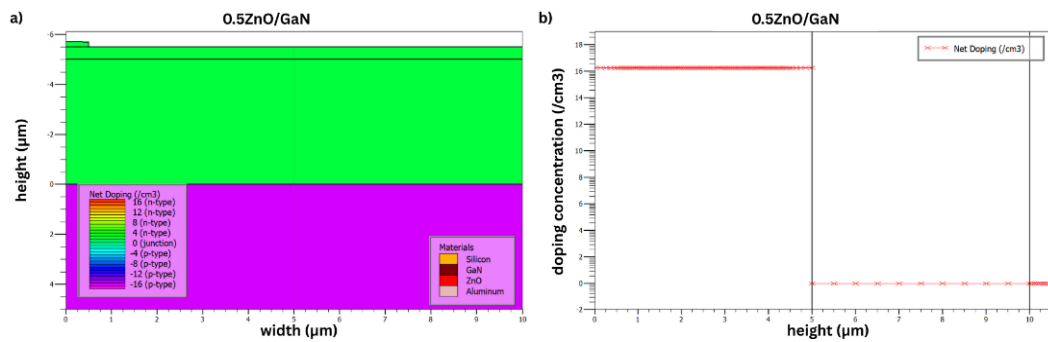 a)
0.5ZnO/GaN
height (μm)
-6
-4
-2
0
2
4
Net Doping (/cm3)
16 (n-type)
12 (n-type)
8 (n-type)
4 (n-type)
0 (junction)
-4 (p-type)
-8 (p-type)
-12 (p-type)
-16 (p-type)
Materials
Silicon
GaN
ZnO
Aluminum
0 1 2 3 4 5 6 7 8 9 10
width (μm)
b)
0.5ZnO/GaN
doping concentration (/cm3)
18
16
14
12
10
8
6
4
2
0
-2
Net Doping (/cm3)
0 1 2 3 4 5 6 7 8 9 10
height (μm)